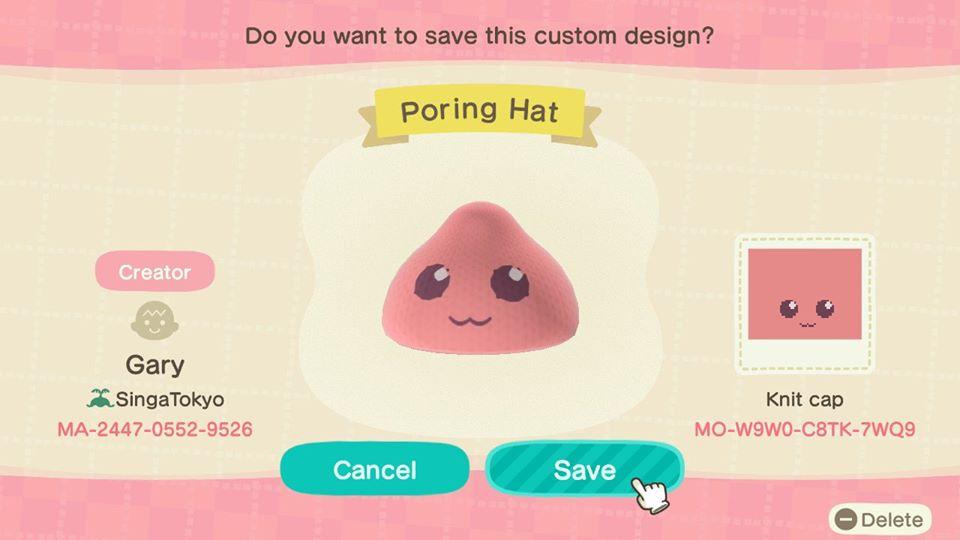 Do you want to save this custom design?
Poring Hat
Creator
Gary
SingaTokyo
MA-2447-0552-9526
Knit cap
MO-W9W0-C8TK-7WQ9
Cancel
Save
Delete